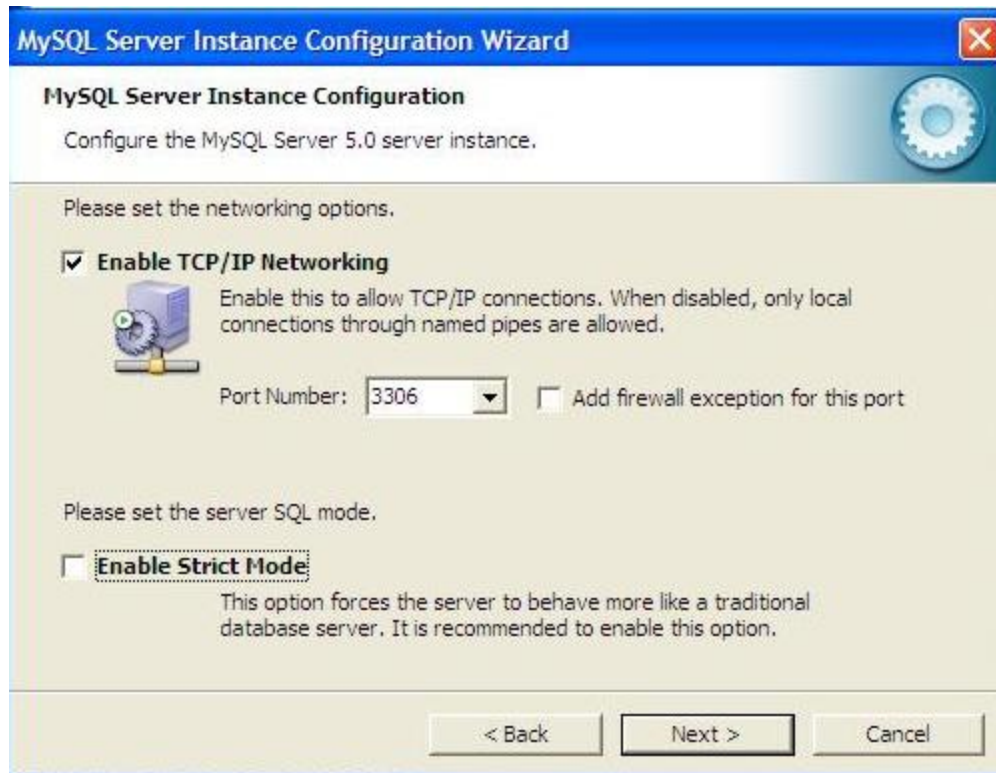 MySQL Server Instance Configuration Wizard
MySQL Server Instance Configuration
Configure the MySQL Server 5.0 server instance.
Please set the networking options.
Enable TCP/IP Networking
Enable this to allow TCP/IP connections. When disabled, only local
connections through named pipes are allowed.
Port Number: 3306 Add firewall exception for this port
Please set the server SQL mode.
Enable Strict Mode
This option forces the server to behave more like a traditional
database server. It is recommended to enable this option.
< Back Next > Cancel